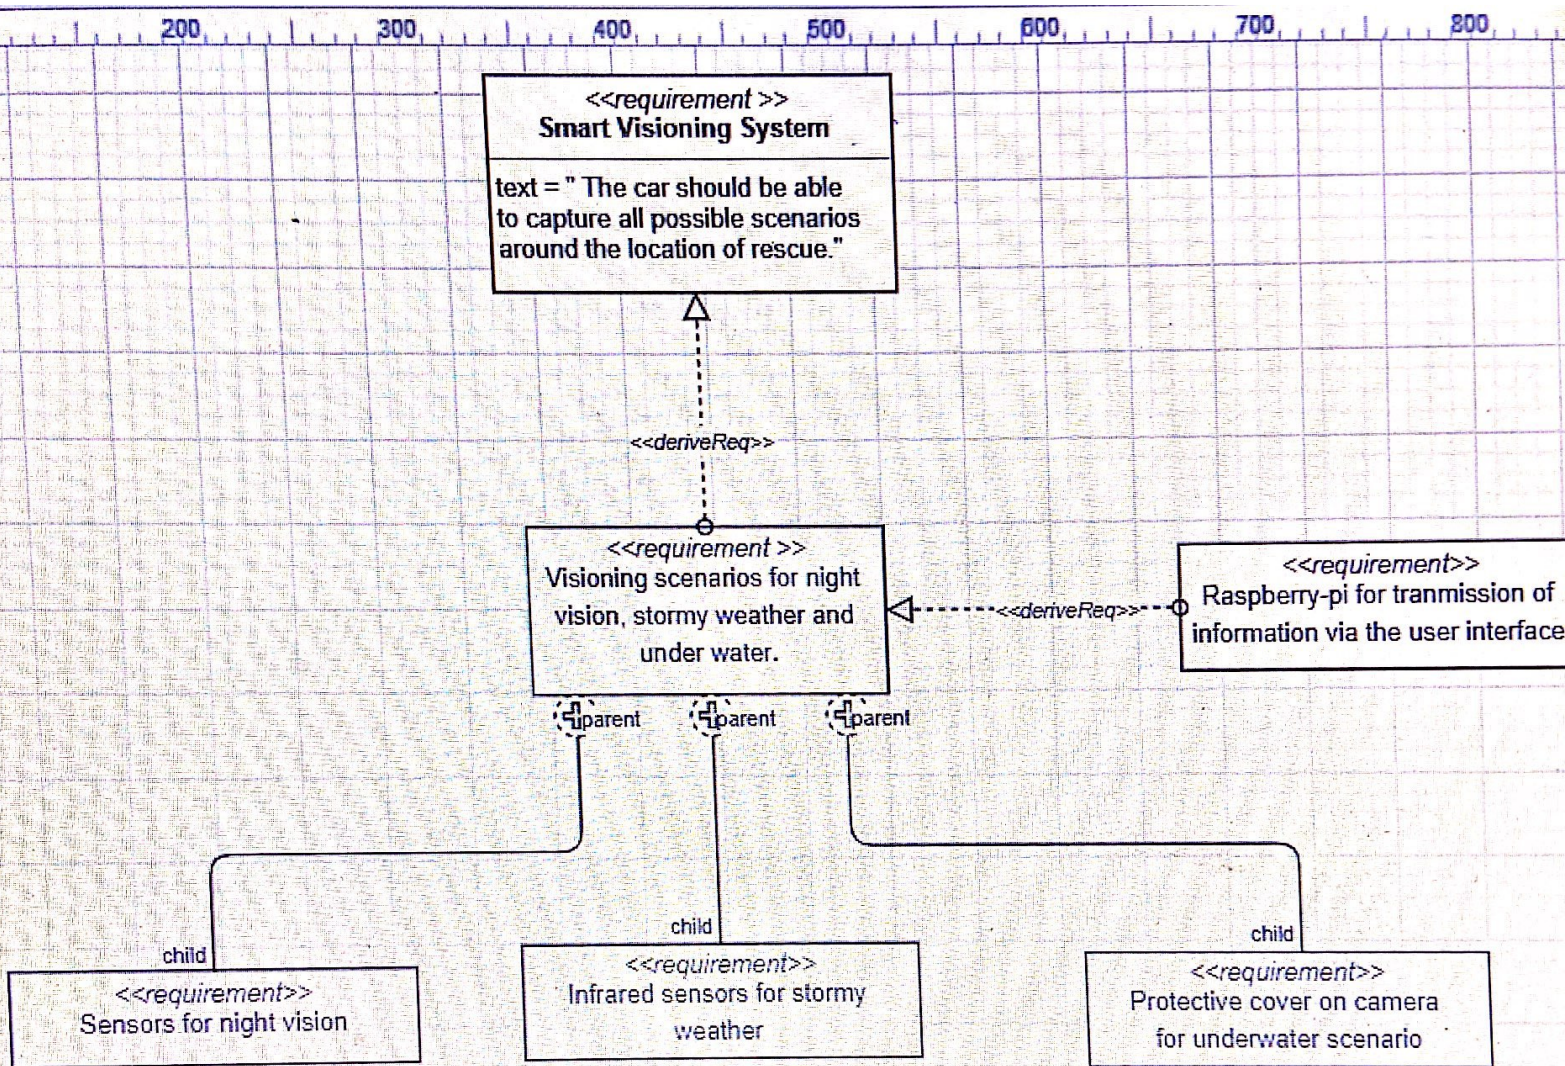 200 300 400 500 600 700 800
<<requirement >>
Smart Visioning System
text = " The car should be able
to capture all possible scenarios
around the location of rescue."
<<deriveReq>>
<<requirement >>
Visioning scenarios for night
vision, stormy weather and
under water.
<<deriveReq>>
<<requirement>>
Raspberry-pi for tranmission of
information via the user interface
parent parent parent
child
<<requirement>>
Sensors for night vision
child
<<requirement>>
Infrared sensors for stormy
weather
child
<<requirement>>
Protective cover on camera
for underwater scenario